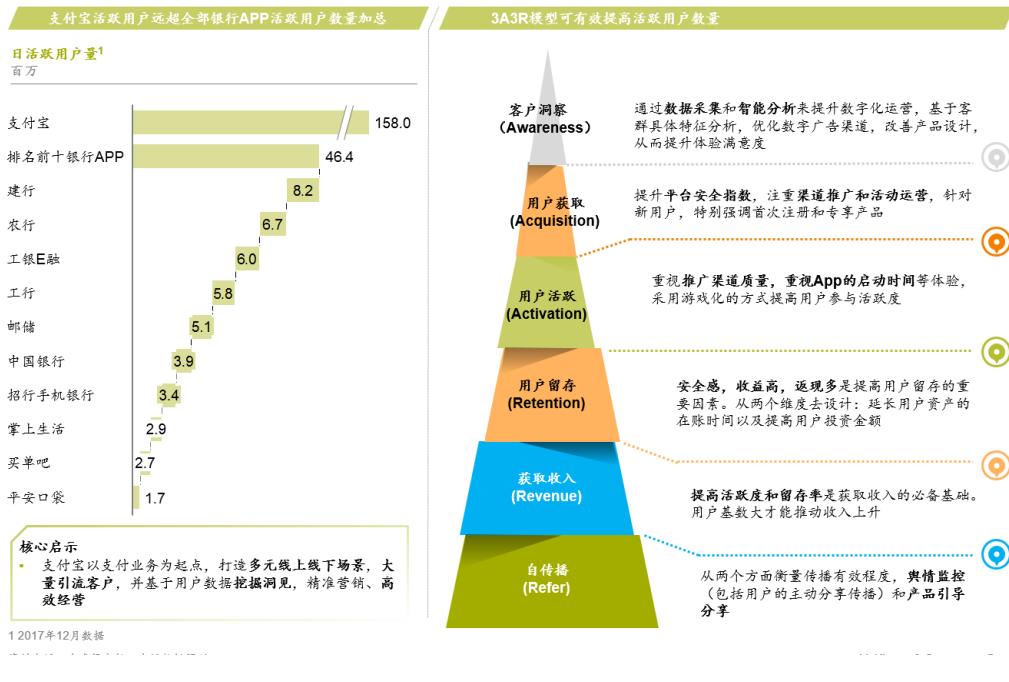 支付宝活跃用户远超全部银行APP活跃用户数量加总
日活跃用户量1
百万
支付宝 158.0
排名前十银行APP 46.4
建行 8.2
农行 6.7
工银E融 6.0
工行 5.8
邮储 5.1
中国银行 3.9
招行手机银行 3.4
掌上生活 2.9
买单吧 2.7
平安口袋 1.7
核心启示
• 支付宝以支付业务为起点，打造多元线上线下场景，大
量引流客户，并基于用户数据挖掘洞见，精准营销、高
效经营
1 2017年12月数据
3A3R模型可有效提高活跃用户数量
客户洞察
（Awareness）
通过数据采集和智能分析来提升数字化运营，基于客
群具体特征分析，优化数字广告渠道，改善产品设计，
从而提升体验满意度
用户获取
(Acquisition)
提升平台安全指数，注重渠道推广和活动运营，针对
新用户，特别强调首次注册和专享产品
用户活跃
(Activation)
重视推广渠道质量，重视App的启动时间等体验，
采用游戏化的方式提高用户参与活跃度
用户留存
(Retention)
安全感，收益高，返现多是提高用户留存的重
要因素。从两个维度去设计：延长用户资产的
在账时间以及提高用户投资金额
获取收入
(Revenue)
提高活跃度和留存率是获取收入的必备基础。
用户基数大才能推动收入上升
自传播
(Refer)
从两个方面衡量传播有效程度，舆情监控
（包括用户的主动分享传播）和产品引导
分享